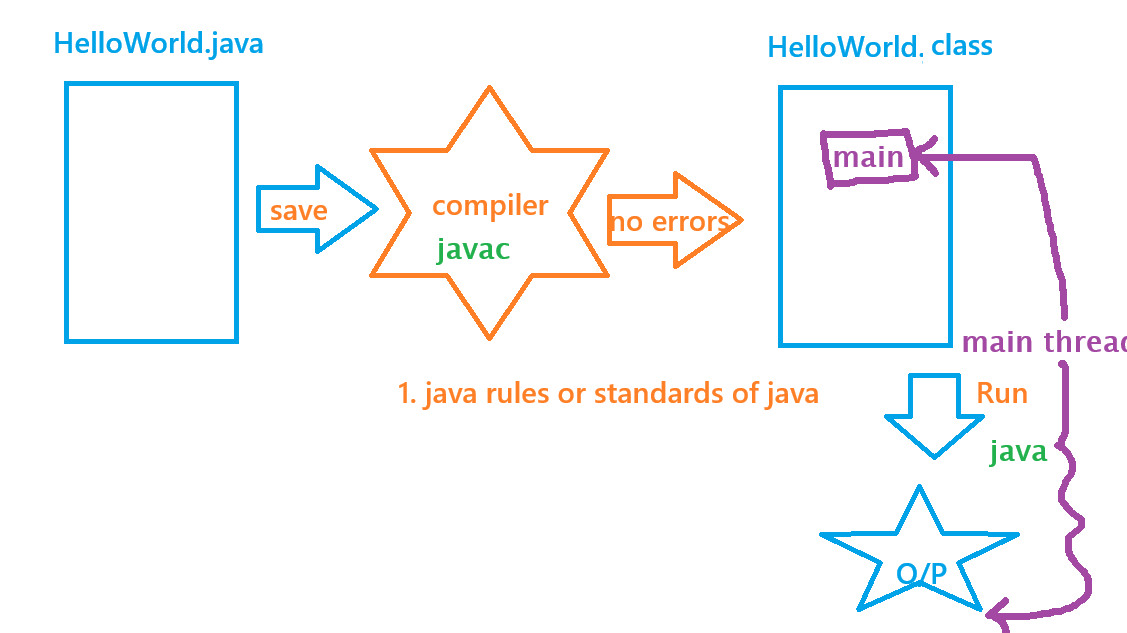 HelloWorld.java
HelloWorld. class
main
save
compiler
javac
no errors
main thread
1. java rules or standards of java
Run
java
O/P